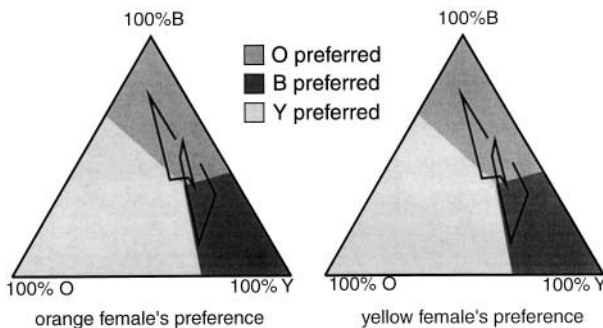 100%B
100%B
O preferred
B preferred
Y preferred
100% O
100% Y
100% O
100% Y
orange female's preference
yellow female's preference